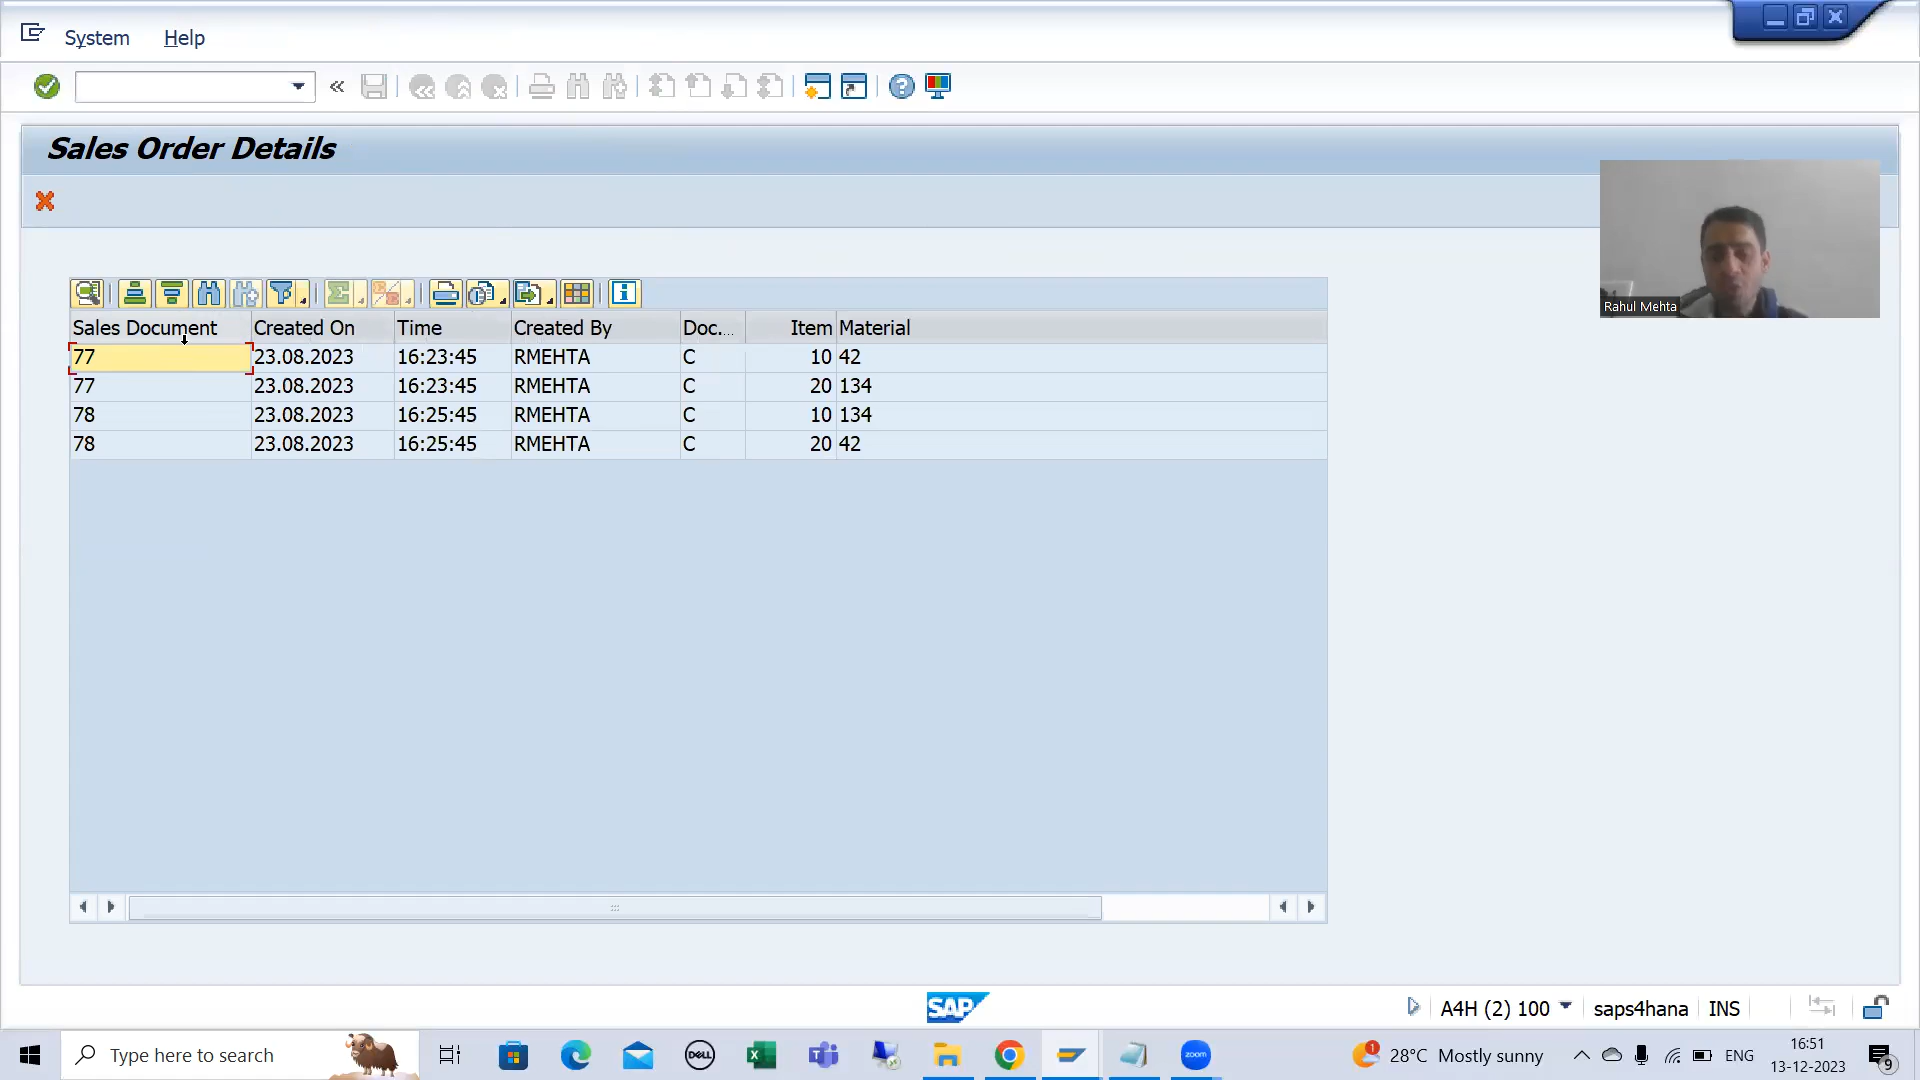 System Help
Sales Order Details
Rahul Mehta
Sales Document Created On Time Created By Doc... Item Material
77 23.08.2023 16:23:45 RMEHTA C 10 42
77 23.08.2023 16:23:45 RMEHTA C 20 134
78 23.08.2023 16:25:45 RMEHTA C 10 134
78 23.08.2023 16:25:45 RMEHTA C 20 42
SAP
A4H (2) 100 saps4hana INS
Type here to search
DELL
zoom
1
28°C Mostly sunny
ENG
16:51
13-12-2023
9